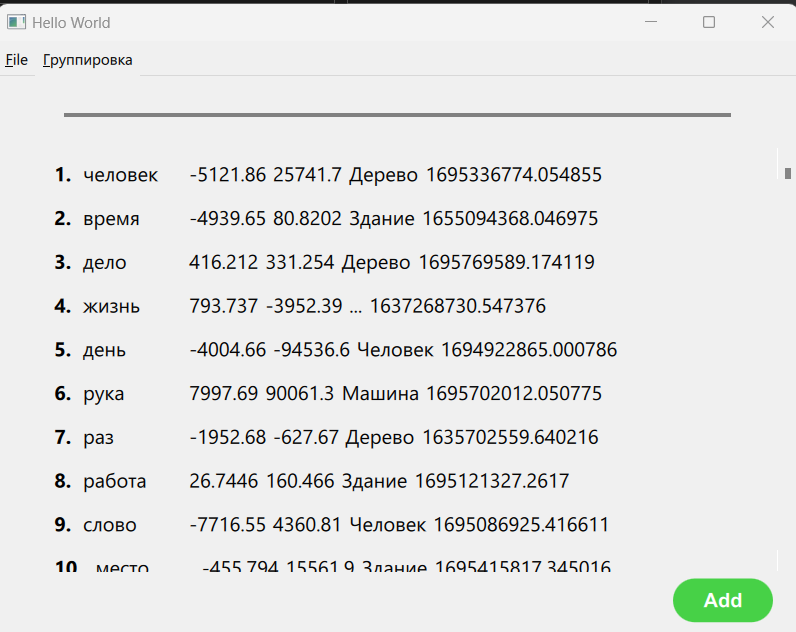 Hello World
File Группировка
1. человек -5121.86 25741.7 Дерево 1695336774.054855
2. время -4939.65 80.8202 Здание 1655094368.046975
3. дело 416.212 331.254 Дерево 1695769589.174119
4. жизнь 793.737 -3952.39 ... 1637268730.547376
5. день -4004.66 -94536.6 Человек 1694922865.000786
6. рука 7997.69 90061.3 Машина 1695702012.050775
7. раз -1952.68 -627.67 Дерево 1635702559.640216
8. работа 26.7446 160.466 Здание 1695121327.2617
9. слово -7716.55 4360.81 Человек 1695086925.416611
10. место -455.794 15561.9 Здание 1695415817.345016
Add